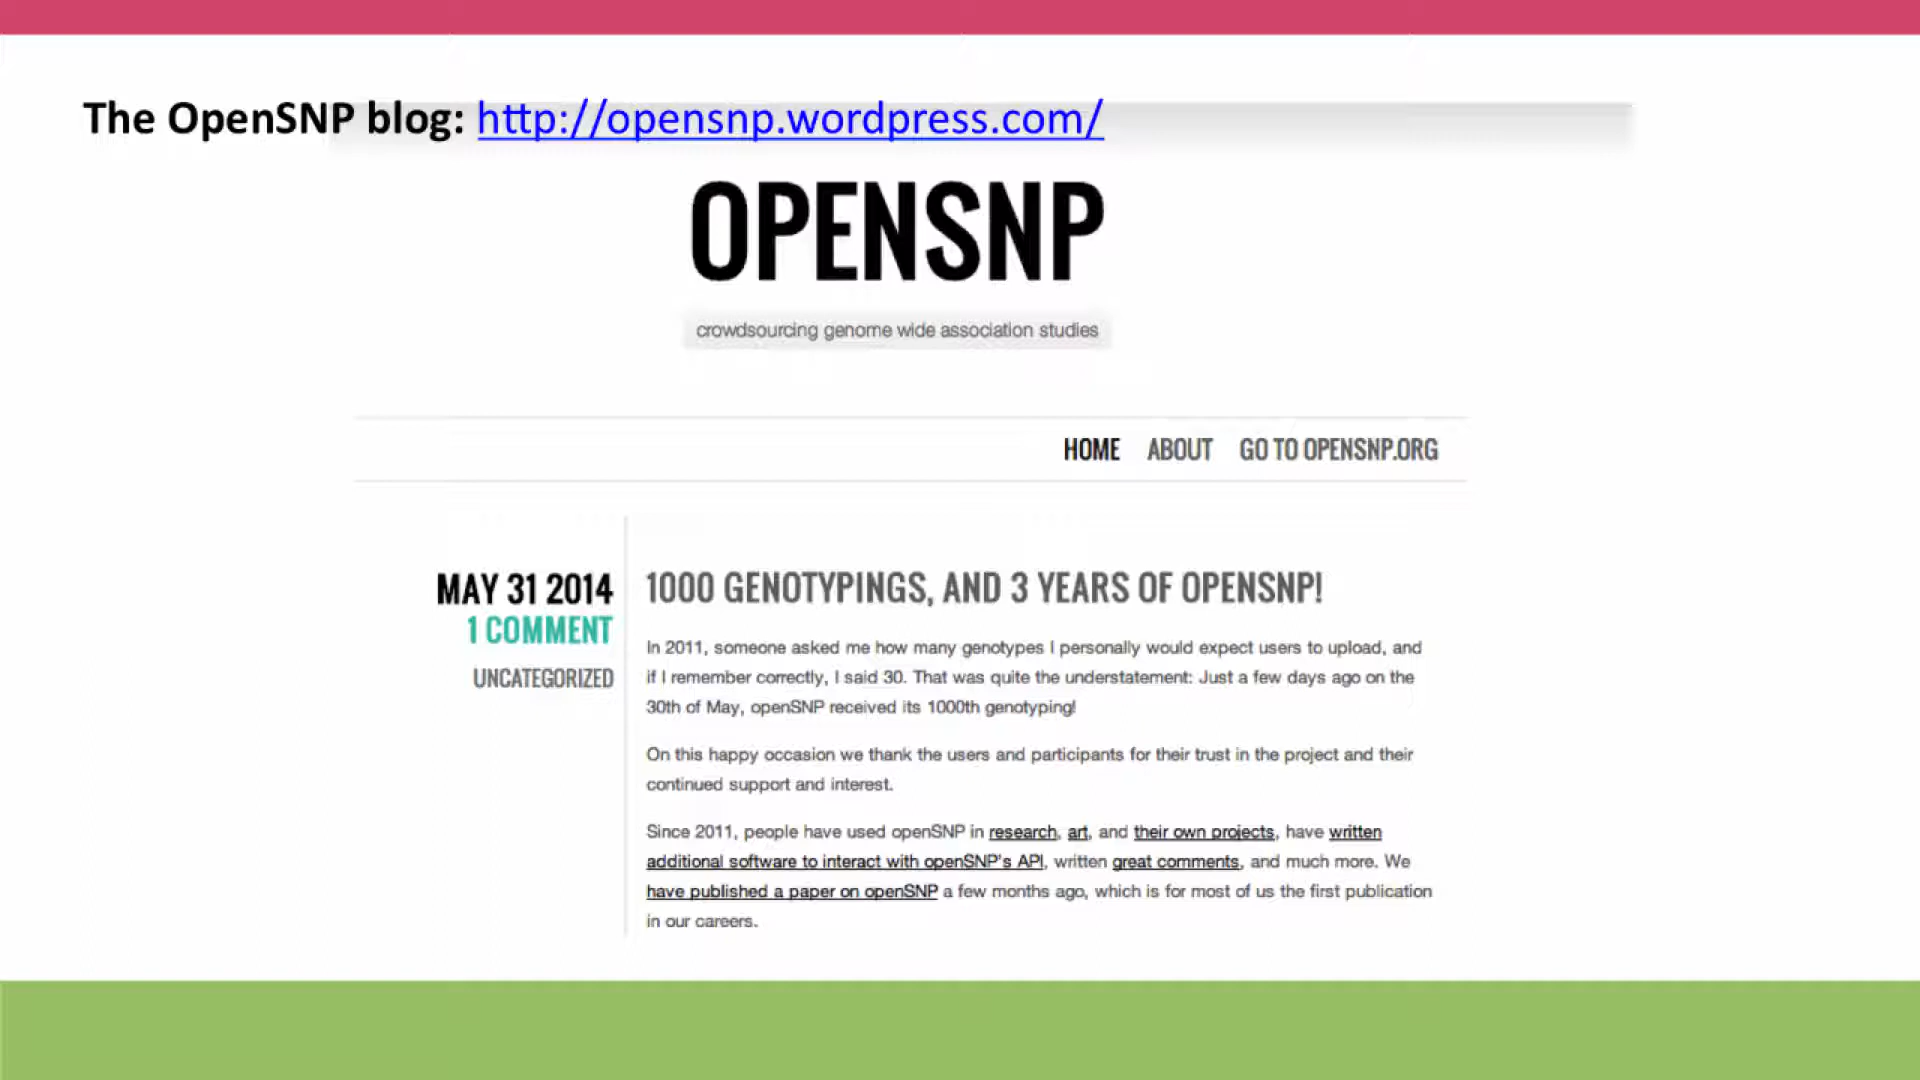 The OpenSNP blog: http://opensnp.wordpress.com/
OPENSNP
crowdsourcing genome wide association studies
HOME ABOUT GO TO OPENSNP.ORG
MAY 31 2014
1 COMMENT
UNCATEGORIZED
1000 GENOTYPINGS, AND 3 YEARS OF OPENSNP!
In 2011, someone asked me how many genotypes I personally would expect users to upload, and
if I remember correctly, I said 30. That was quite the understatement: Just a few days ago on the
30th of May, openSNP received its 1000th genotyping!
On this happy occasion we thank the users and participants for their trust in the project and their
continued support and interest.
Since 2011, people have used openSNP in research, art, and their own projects, have written
additional software to interact with openSNP's API, written great comments, and much more. We
have published a paper on openSNP a few months ago, which is for most of us the first publication
in our careers.